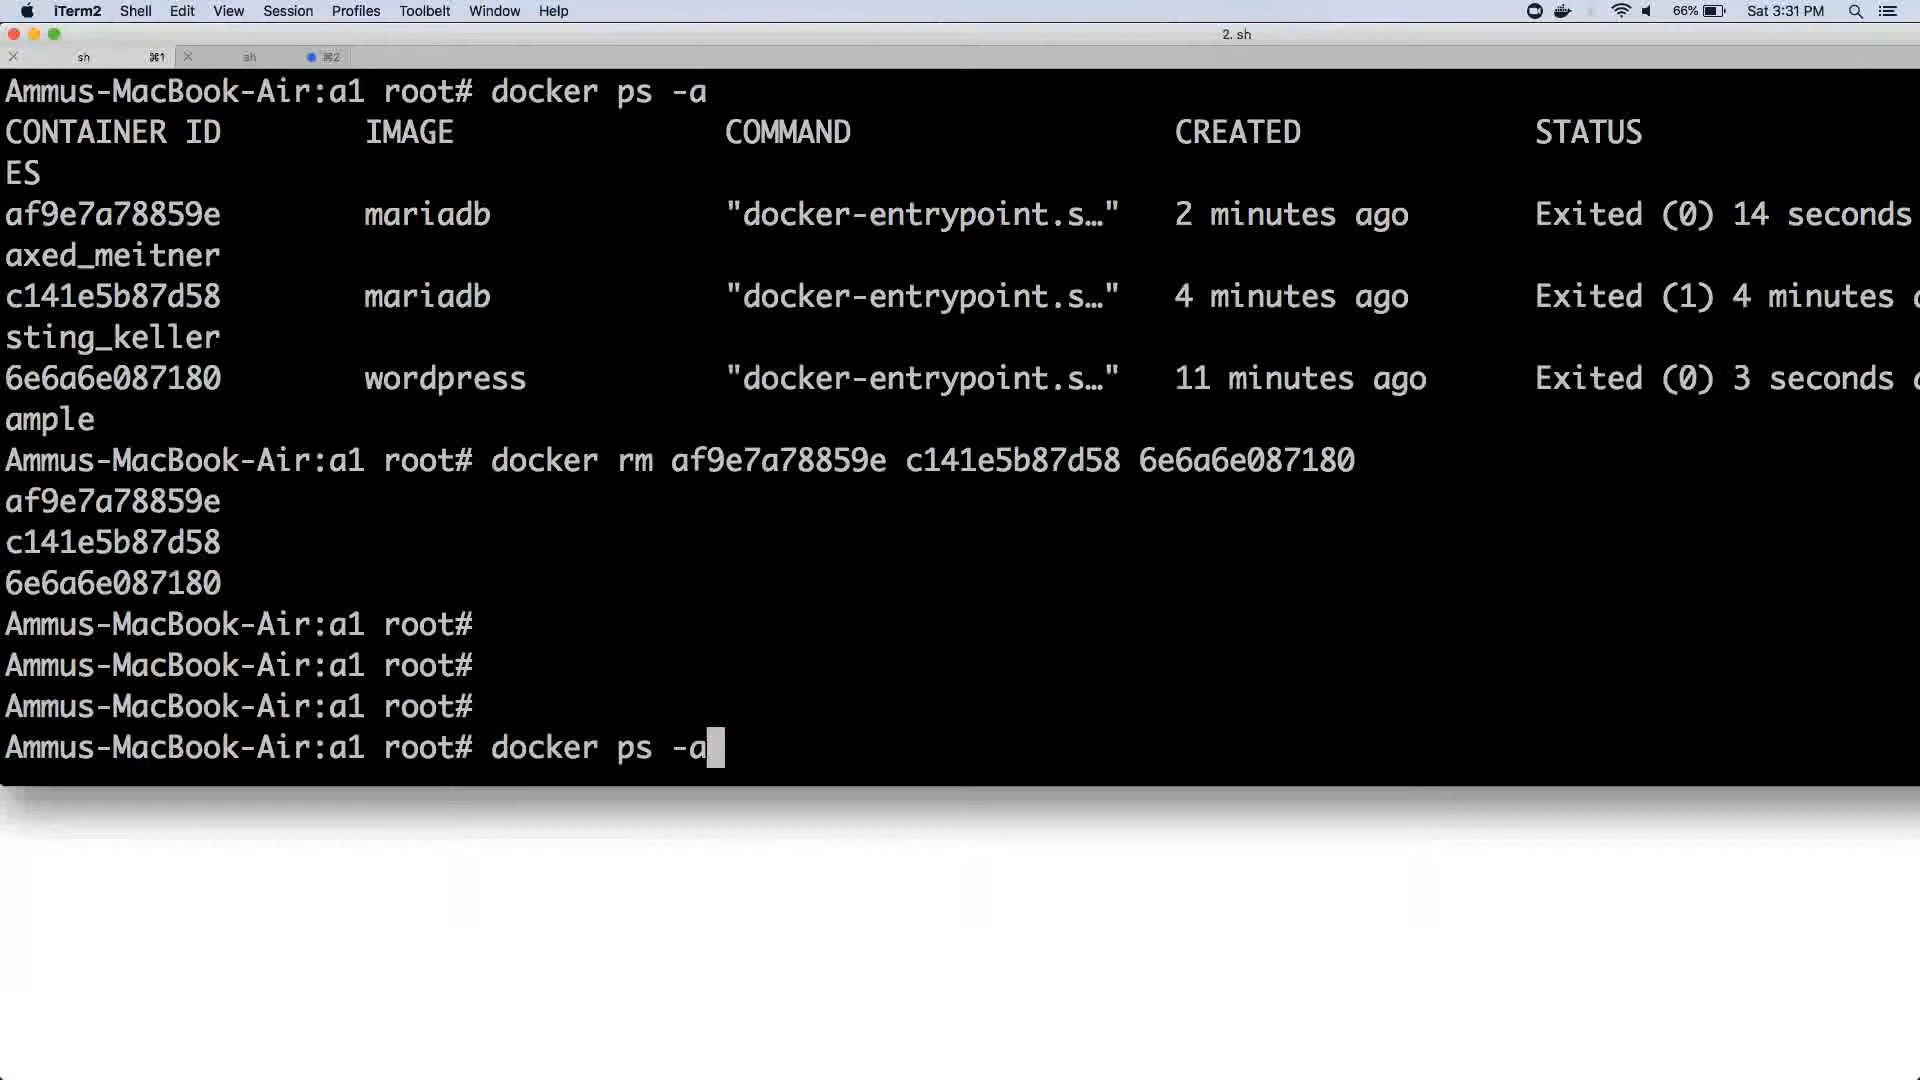 iTerm2 Shell Edit View Session Profiles Toolbelt Window Help 66% Sat 3:31 PM
2. sh
sh ⌘1 sh ⌘2
Ammus-MacBook-Air:a1 root# docker ps -a
CONTAINER ID IMAGE COMMAND CREATED STATUS
ES
af9e7a78859e mariadb "docker-entrypoint.s…" 2 minutes ago Exited (0) 14 seconds
axed_meitner
c141e5b87d58 mariadb "docker-entrypoint.s…" 4 minutes ago Exited (1) 4 minutes
sting_keller
6e6a6e087180 wordpress "docker-entrypoint.s…" 11 minutes ago Exited (0) 3 seconds
ample
Ammus-MacBook-Air:a1 root# docker rm af9e7a78859e c141e5b87d58 6e6a6e087180
af9e7a78859e
c141e5b87d58
6e6a6e087180
Ammus-MacBook-Air:a1 root#
Ammus-MacBook-Air:a1 root#
Ammus-MacBook-Air:a1 root#
Ammus-MacBook-Air:a1 root# docker ps -a